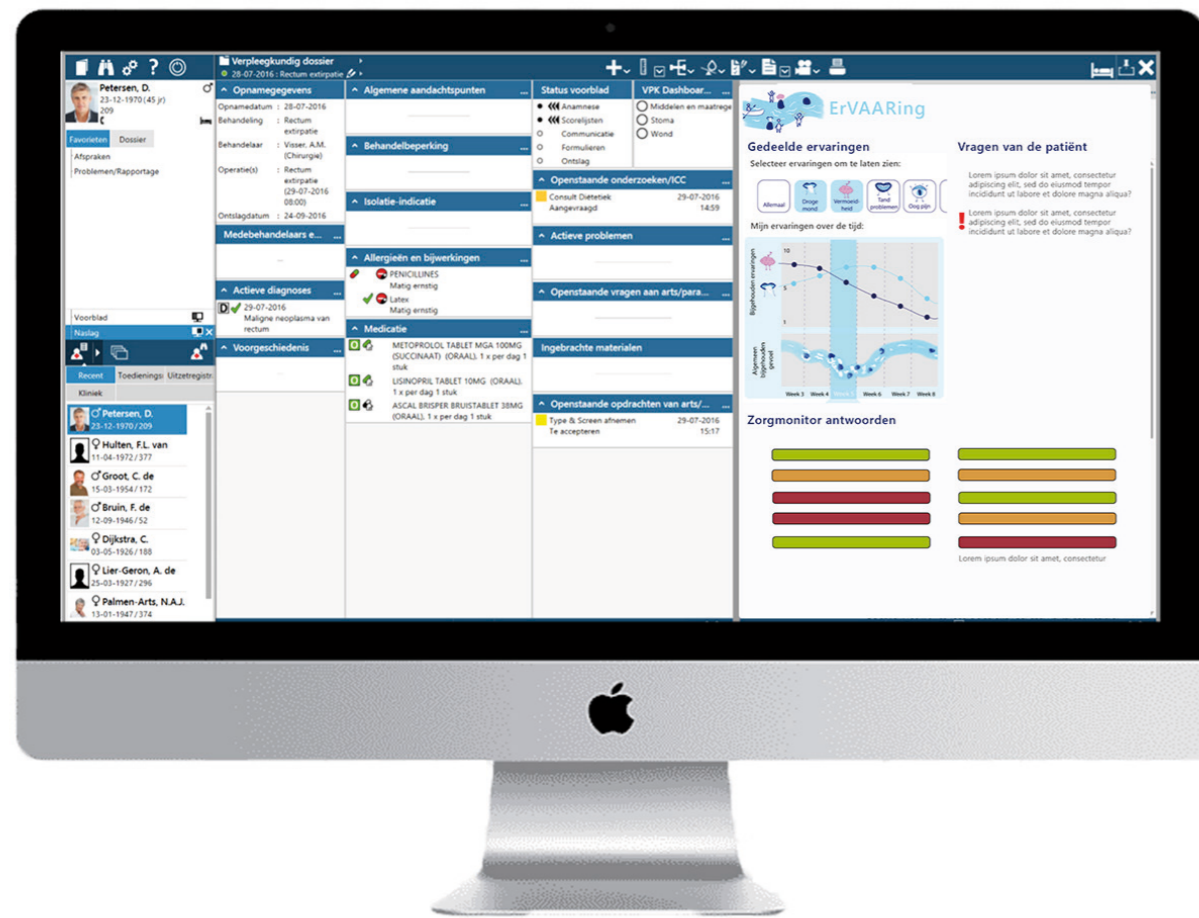 Verpleegkundig dossier
28-07-2016 : Rectum extirpatie
Petersen, D.
23-12-1970 (45 jr)
209
Favorieten Dossier
Afspraken
Problemen/Rapportage
Voorblad
Naslag
Recent Toedieningsi Uitzetregistr.
Kliniek
Petersen, D.
23-12-1970/209
Hulten, F.L. van
11-04-1972/377
Groot, C. de
15-03-1954/172
Bruin, F. de
12-09-1946/52
Dijkstra, C.
03-05-1926/188
Lier-Geron, A. de
25-03-1927/296
Palmen-Arts, N.A.J.
13-01-1947/374
Opnamegegevens
Opnamedatum : 28-07-2016
Behandeling : Rectum
extirpatie
Behandelaar : Visser, A.M.
(Chirurgie)
Operatie(s) : Rectum
extirpatie
(29-07-2016
08:00)
Ontslagdatum : 24-09-2016
Medebehandelaars e... ...
Actieve diagnoses ...
D 29-07-2016
Maligne neoplasma van
rectum
Voorgeschiedenis ...
Algemene aandachtspunten ...
Behandelbeperking ...
Isolatie-indicatie ...
Allergieën en bijwerkingen ...
PENICILLINES
Matig ernstig
Latex
Matig ernstig
Medicatie ...
METOPROLOL TABLET MGA 100MG
(SUCCINAAT) (ORAAL), 1 x per dag 1
stuk
LISINOPRIL TABLET 10MG (ORAAL),
1 x per dag 1 stuk
ASCAL BRISPER BRUISTABLET 38MG
(ORAAL), 1 x per dag 1 stuk
Status voorblad
Anamnese
Scorelijsten
Communicatie
Formulieren
Ontslag
VPK Dashboar... ...
Middelen en maatrege
Stoma
Wond
Openstaande onderzoeken/ICC ...
Consult Diëtetiek 29-07-2016
Aangevraagd 14:59
Actieve problemen ...
Openstaande vragen aan arts/para... ...
Ingebrachte materialen
Openstaande opdrachten van arts/... ...
Type & Screen afnemen 29-07-2016
Te accepteren 15:17
ErVAARing
Gedeelde ervaringen
Selecteer ervaringen om te laten zien:
Allemaal
Droge
mond
Vermoeid
heid
Tand
problemen
Oog pijn
Mijn ervaringen over de tijd:
Bijgehouden ervaringen
10
5
1
Algemeen
bijgehouden
gevoel
Week 3 Week 4 Week 5 Week 6 Week 7 Week 8
Vragen van de patiënt
Lorem ipsum dolor sit amet, consectetur
adipiscing elit, sed do eiusmod tempor
incididunt ut labore et dolore magna aliqua?
! Lorem ipsum dolor sit amet, consectetur
adipiscing elit, sed do eiusmod tempor
incididunt ut labore et dolore magna aliqua?
Zorgmonitor antwoorden
Lorem ipsum dolor sit amet, consectetur